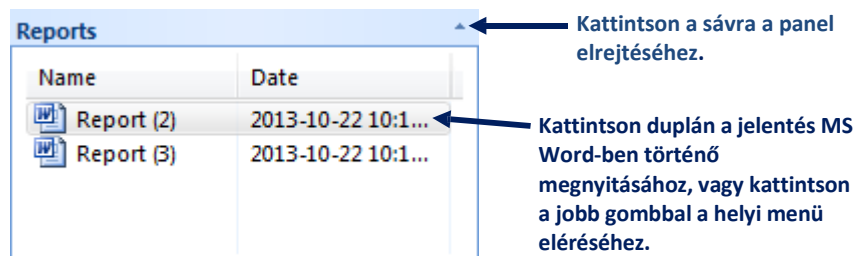 Reports
Kattintson a sávra a panel
elrejtéséhez.
Name Date
Report (2) 2013-10-22 10:1...
Report (3) 2013-10-22 10:1...
Kattintson duplán a jelentés MS
Word-ben történő
megnyitásához, vagy kattintson
a jobb gombbal a helyi menü
eléréséhez.